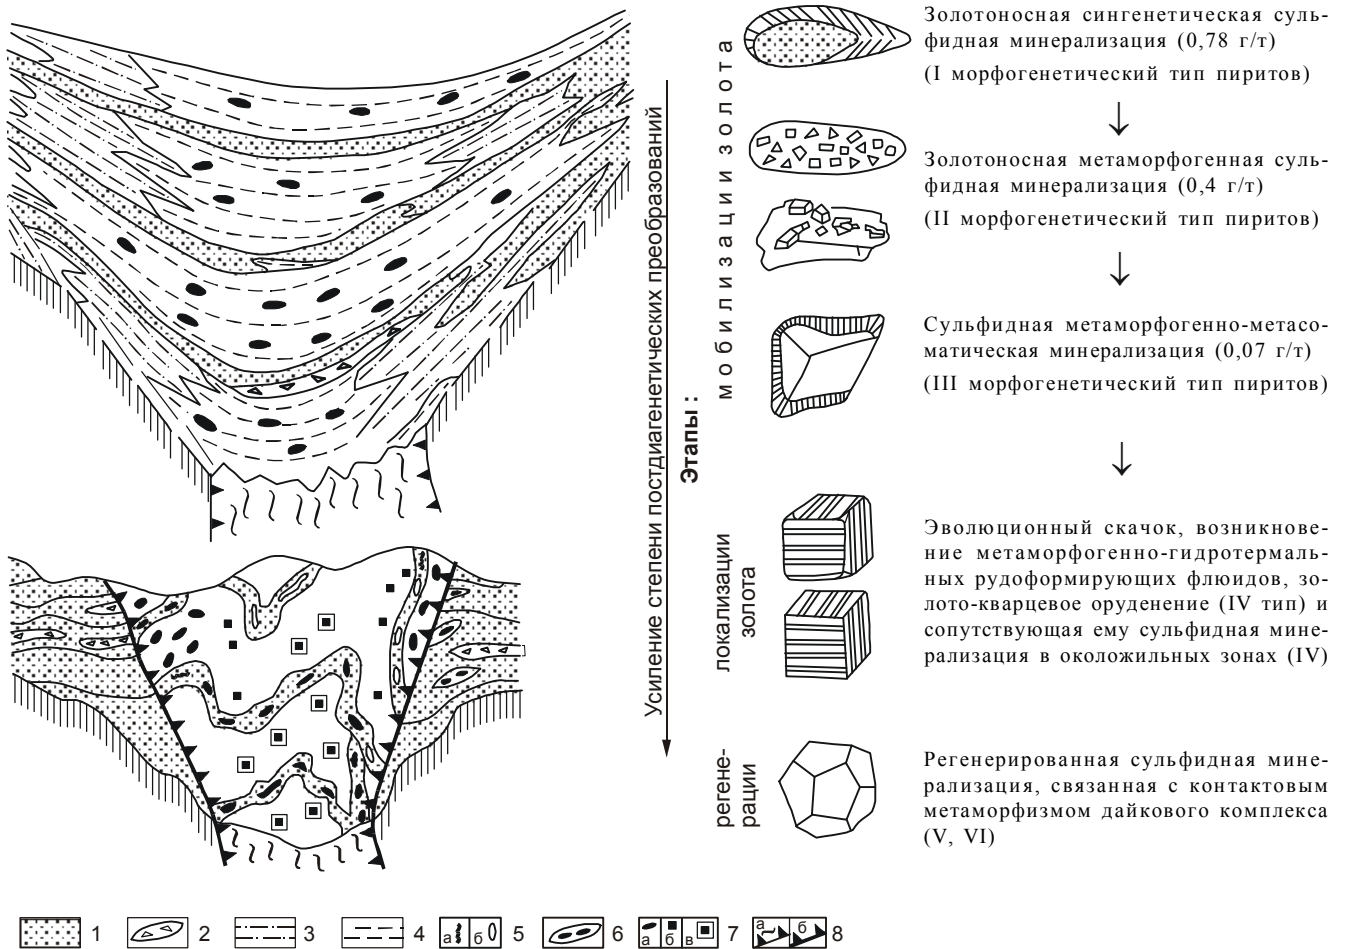 Усиление степени постдиагенетических преобразований
Этапы :
мобилизации золота
Золотоносная сингенетическая суль-
фидная минерализация (0,78 г/т)
(I морфогенетический тип пиритов)
Золотоносная метаморфогенная суль-
фидная минерализация (0,4 г/т)
(II морфогенетический тип пиритов)
Сульфидная метаморфогенно-метасо-
матическая минерализация (0,07 г/т)
(III морфогенетический тип пиритов)
локализации
золота
Эволюционный скачок, возникнове-
ние метаморфогенно-гидротермаль-
ных рудоформирующих флюидов, зо-
лото-кварцевое оруденение (IV тип) и
сопутствующая ему сульфидная мине-
рализация в околожильных зонах (IV)
регене-
рации
Регенерированная сульфидная мине-
рализация, связанная с контактовым
метаморфизмом дайкового комплекса
(V, VI)
1 2 3 4 а б 5 6 а б в 7 а б 8